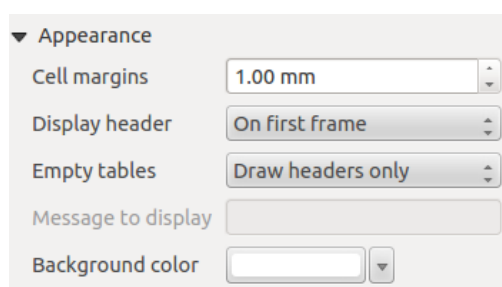 Appearance
Cell margins 1.00 mm
Display header On first frame
Empty tables Draw headers only
Message to display
Background color